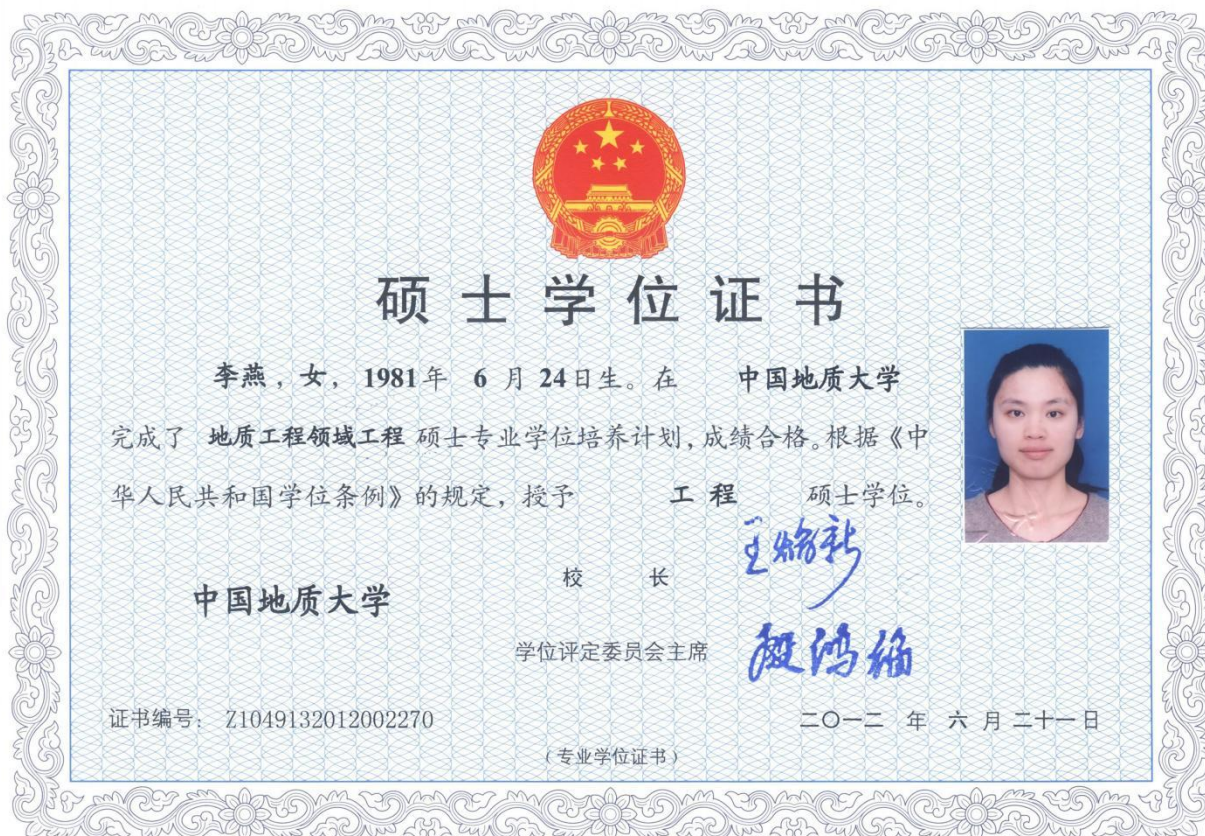 硕士学位证书
李燕，女，1981年 6 月 24日生。在 中国地质大学
完成了 地质工程领域工程 硕士专业学位培养计划，成绩合格。根据《中
华人民共和国学位条例》的规定，授予 工程 硕士学位。
校 长 王焰新
中国地质大学
学位评定委员会主席 殷鸿福
证书编号： Z1049132012002270
二〇一二 年 六 月 二十一日
（专业学位证书）